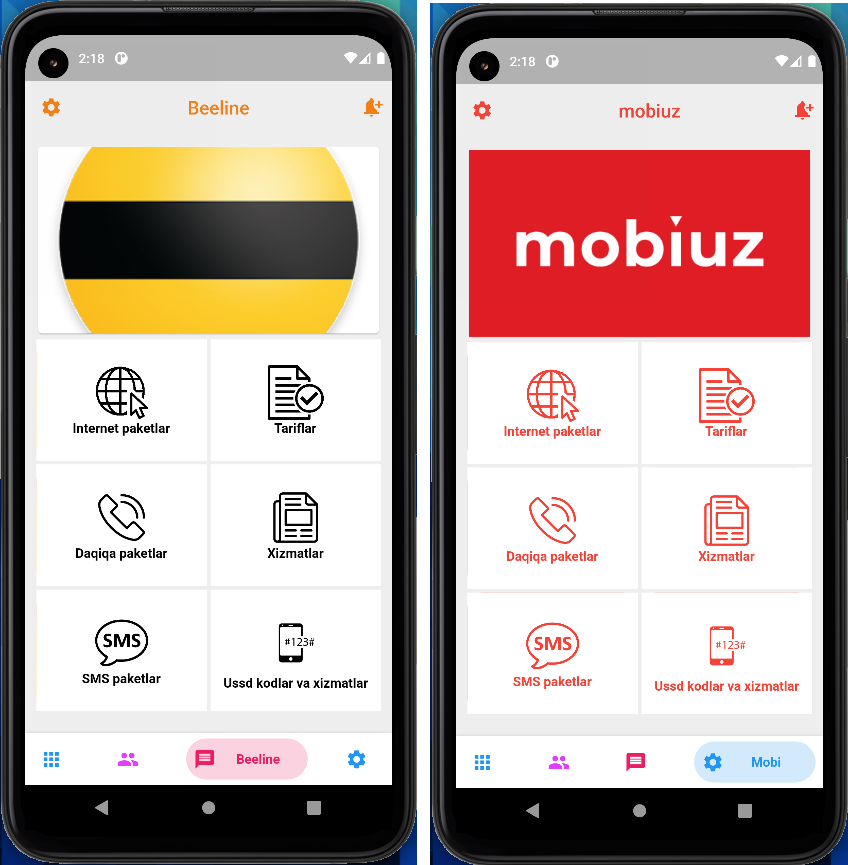 2:18
Beeline
Internet paketlar
Tariflar
Daqiqa paketlar
Xizmatlar
SMS
SMS paketlar
#123#
Ussd kodlar va xizmatlar
Beeline
2:18
mobiuz
mobiuz
Internet paketlar
Tariflar
Daqiqa paketlar
Xizmatlar
SMS
SMS paketlar
#123#
Ussd kodlar va xizmatlar
Mobi